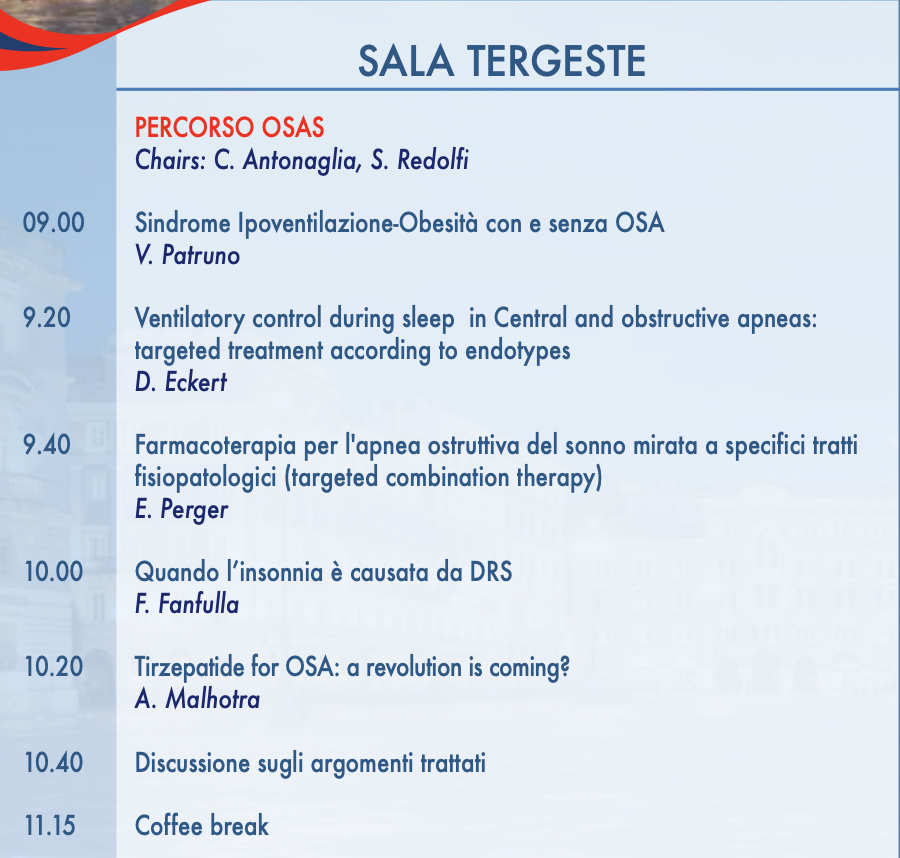 SALA TERGESTE
PERCORSO OSAS
Chairs: C. Antonaglia, S. Redolfi
09.00 Sindrome Ipoventilazione-Obesità con e senza OSA
V. Patruno
9.20 Ventilatory control during sleep  in Central and obstructive apneas:
targeted treatment according to endotypes
D. Eckert
9.40 Farmacoterapia per l'apnea ostruttiva del sonno mirata a specifici tratti
fisiopatologici (targeted combination therapy)
E. Perger
10.00 Quando l’insonnia è causata da DRS
F. Fanfulla
10.20 Tirzepatide for OSA: a revolution is coming?
A. Malhotra
10.40 Discussione sugli argomenti trattati
11.15 Coffee break